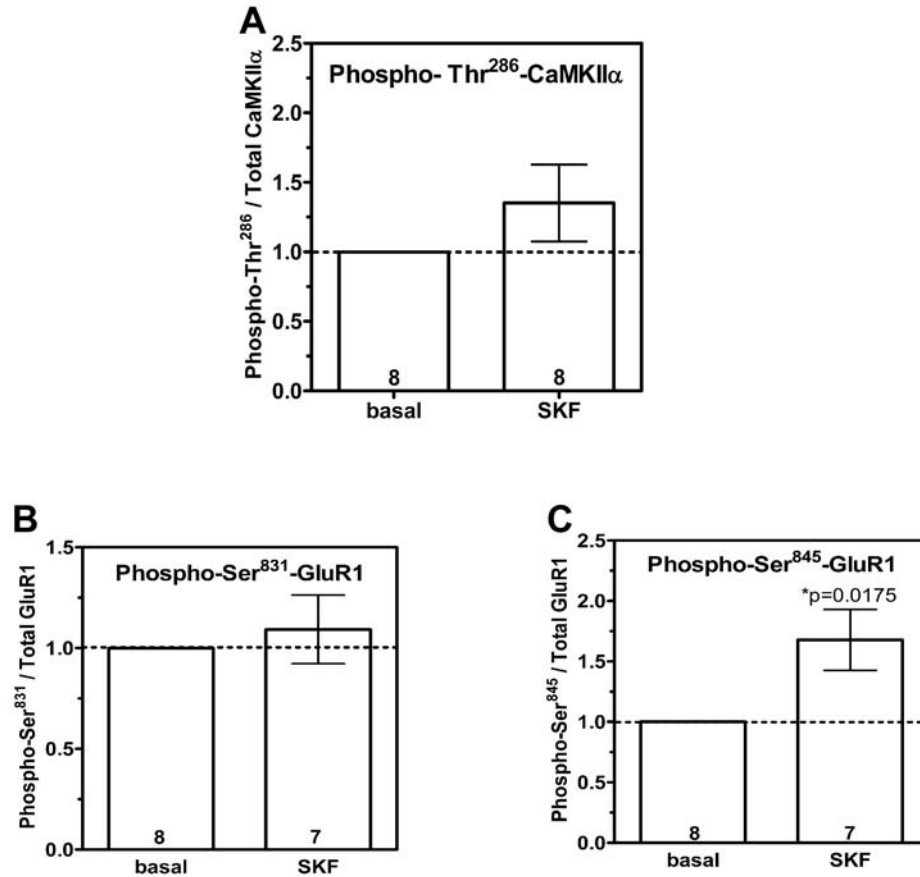 A
Phospho- Thr²⁸⁶-CaMKIIα
Phospho-Thr²⁸⁶ / Total CaMKIIα
2.5
2.0
1.5
1.0
0.5
0.0
8
8
basal
SKF
B
Phospho-Ser⁸³¹-GluR1
Phospho-Ser⁸³¹ / Total GluR1
1.5
1.0
0.5
0.0
8
7
basal
SKF
C
Phospho-Ser⁸⁴⁵-GluR1
*p=0.0175
Phospho-Ser⁸⁴⁵ / Total GluR1
2.5
2.0
1.5
1.0
0.5
0.0
8
7
basal
SKF